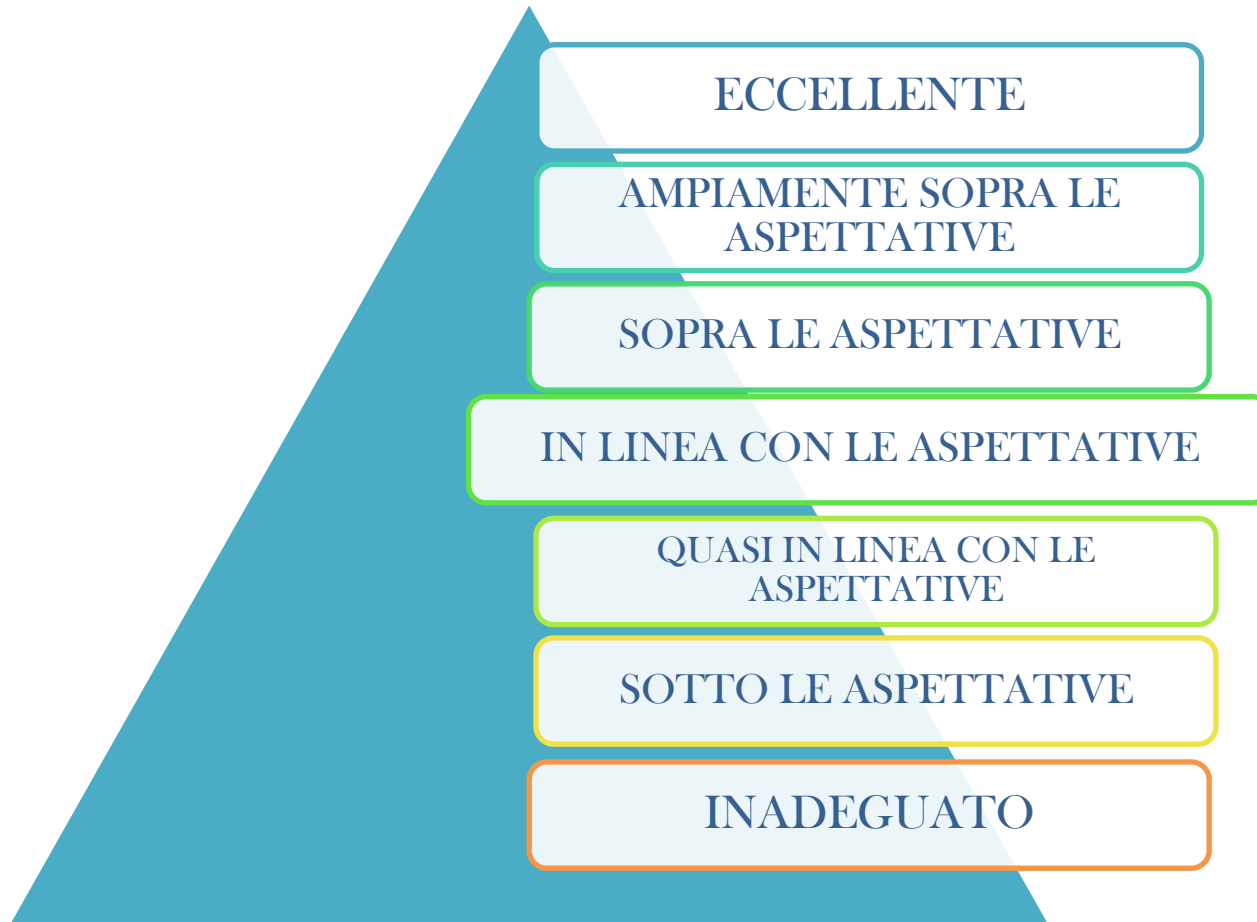 ECCELLENTE
AMPIAMENTE SOPRA LE
ASPETTATIVE
SOPRA LE ASPETTATIVE
IN LINEA CON LE ASPETTATIVE
QUASI IN LINEA CON LE
ASPETTATIVE
SOTTO LE ASPETTATIVE
INADEGUATO